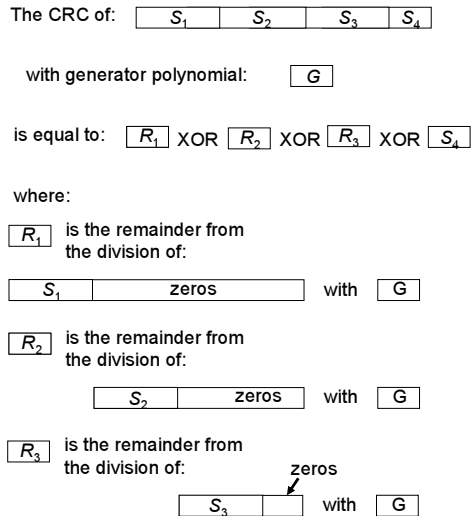 The CRC of: S1 S2 S3 S4
with generator polynomial: G
is equal to: R1 XOR R2 XOR R3 XOR S4
where:
R1 is the remainder from
the division of:
S1 zeros with G
R2 is the remainder from
the division of:
S2 zeros with G
R3 is the remainder from
the division of:
zeros
S3 with G